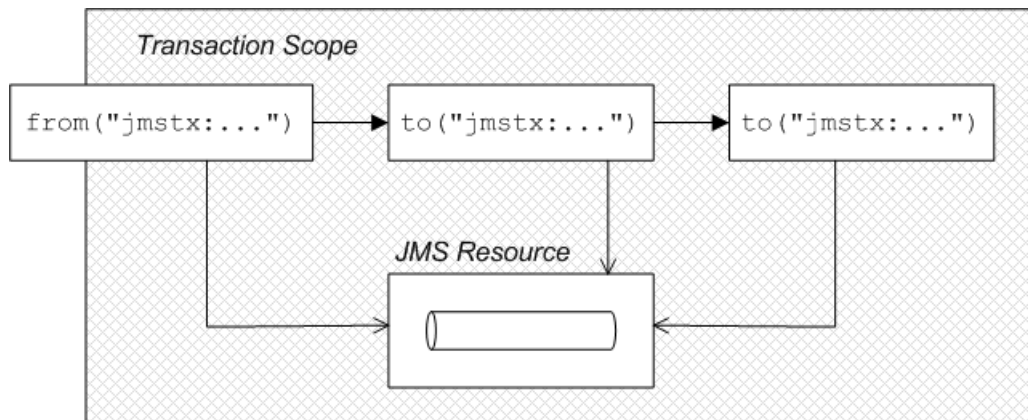 Transaction Scope
from("jmstx:...")
to("jmstx:...")
to("jmstx:...")
JMS Resource